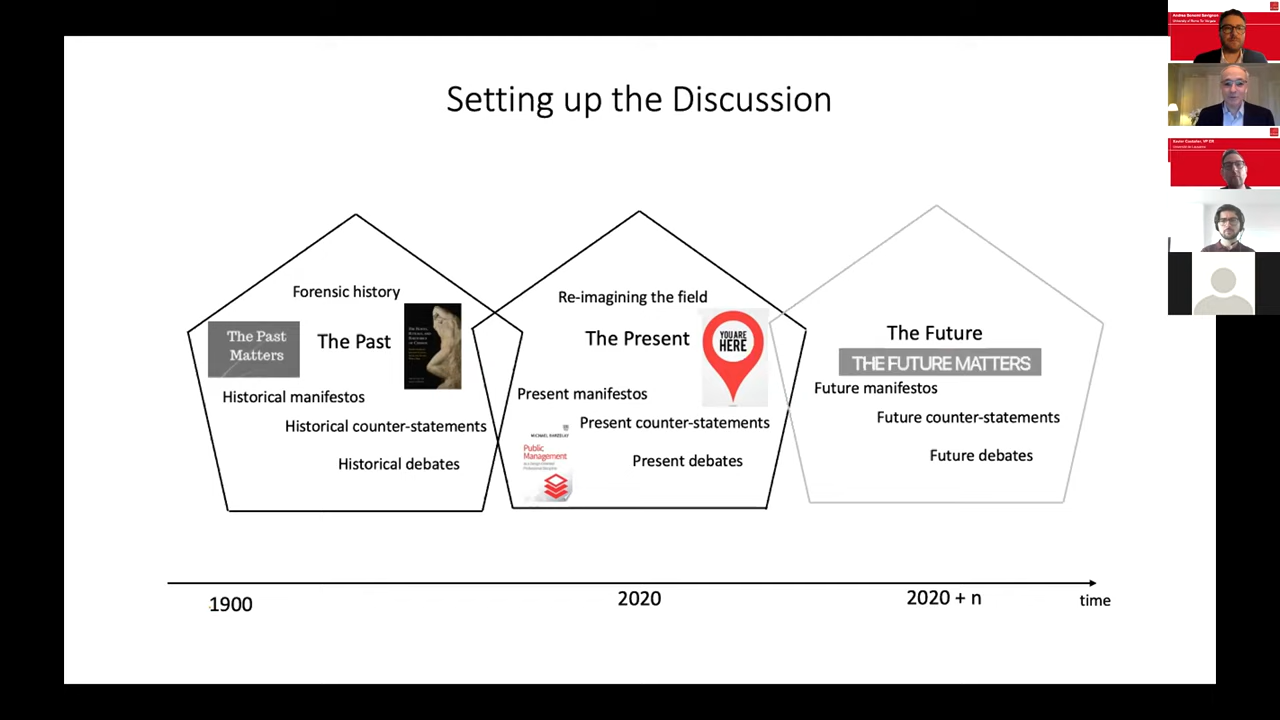 Setting up the Discussion
Forensic history
The Past
Matters
The Past
Historical manifestos
Historical counter-statements
Historical debates
Re-imagining the field
The Present
YOU ARE
HERE
Present manifestos
Present counter-statements
MICHAEL BARZELAY
Public
Management
Present debates
The Future
THE FUTURE MATTERS
Future manifestos
Future counter-statements
Future debates
1900
2020
2020 + n
time